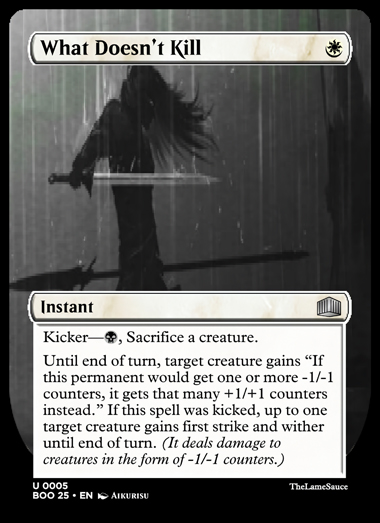 What Doesn't Kill
Instant
Kicker—, Sacrifice a creature.
Until end of turn, target creature gains “If
this permanent would get one or more -1/-1
counters, it gets that many +1/+1 counters
instead.” If this spell was kicked, up to one
target creature gains first strike and wither
until end of turn. (It deals damage to
creatures in the form of -1/-1 counters.)
U 0005
BOO 25 • EN AIKURISU
TheLameSauce